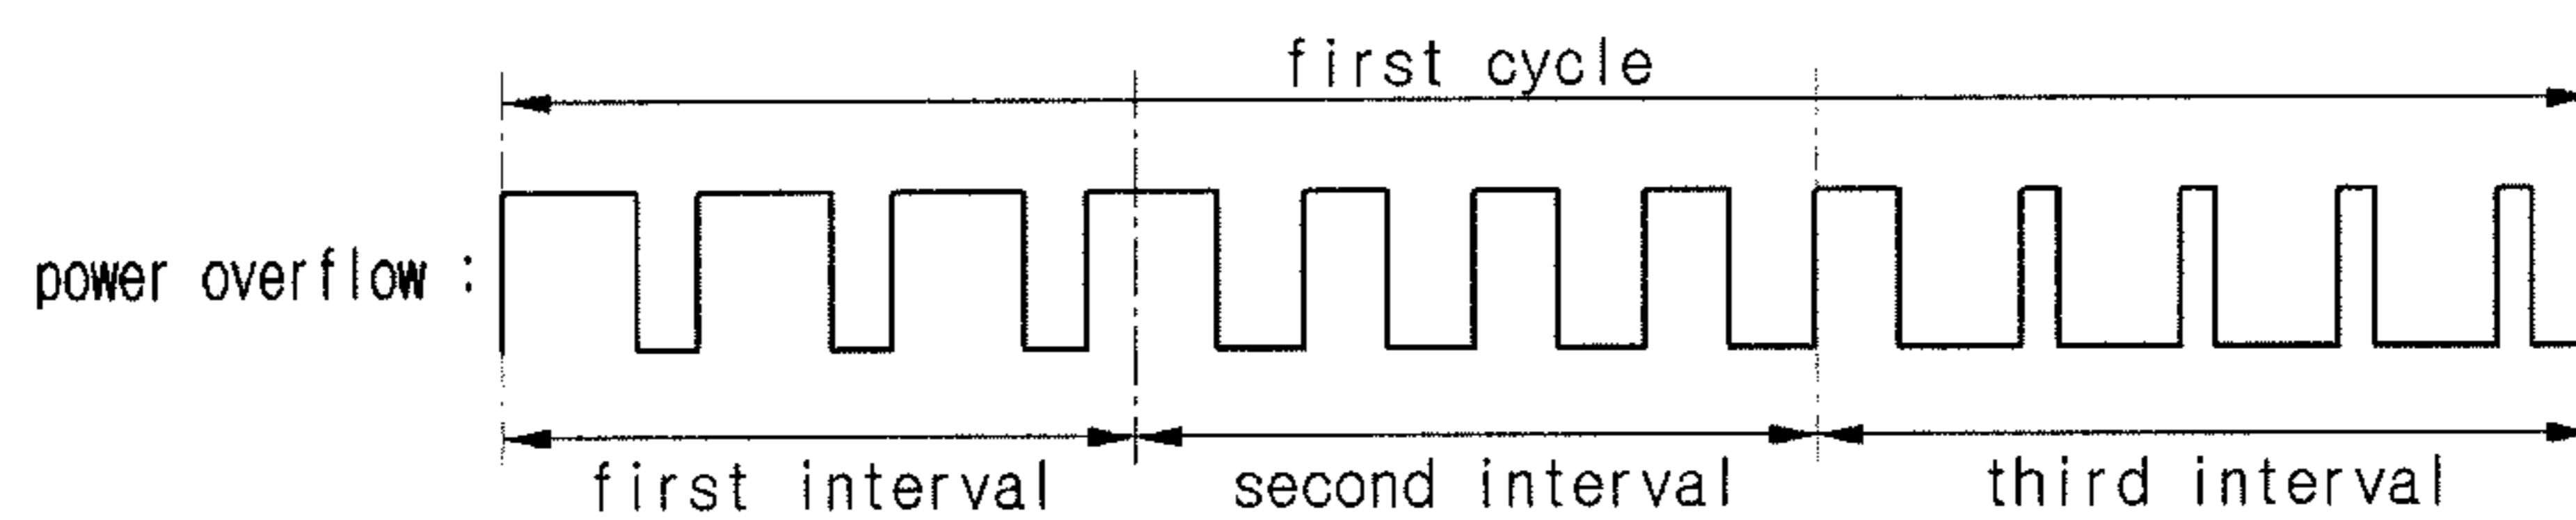 first cycle
power overflow :
first interval
second interval
third interval